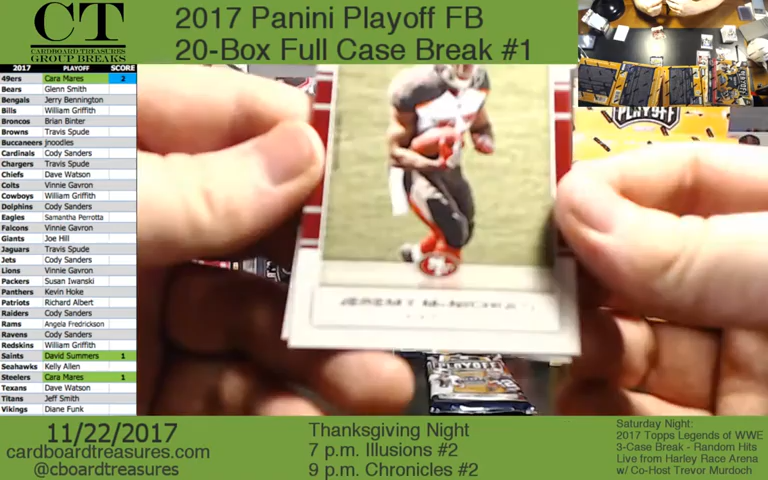 CT
CARDBOARD TREASURES
GROUP BREAKS
2017 Panini Playoff FB
20-Box Full Case Break #1
2017 PLAYOFF SCORE
49ers Cara Mares 2
Bears Glenn Smith
Bengals Jerry Bennington
Bills William Griffith
Broncos Brian Binter
Browns Travis Spude
Buccaneers jnoodles
Cardinals Cody Sanders
Chargers Travis Spude
Chiefs Dave Watson
Colts Vinnie Gavron
Cowboys William Griffith
Dolphins Cody Sanders
Eagles Samantha Perrotta
Falcons Vinnie Gavron
Giants Joe Hill
Jaguars Travis Spude
Jets Cody Sanders
Lions Vinnie Gavron
Packers Susan Iwanski
Panthers Kevin Hoke
Patriots Richard Albert
Raiders Cody Sanders
Rams Angela Fredrickson
Ravens Cody Sanders
Redskins William Griffith
Saints David Summers 1
Seahawks Kelly Allen
Steelers Cara Mares 1
Texans Dave Watson
Titans Jeff Smith
Vikings Diane Funk
PLAYOFF
JEREMY McNICHOLS
PLAYOFF
11/22/2017
cardboardtreasures.com
@cboardtreasures
Thanksgiving Night
7 p.m. Illusions #2
9 p.m. Chronicles #2
Saturday Night:
2017 Topps Legends of WWE
3-Case Break - Random Hits
Live from Harley Race Arena
w/ Co-Host Trevor Murdoch